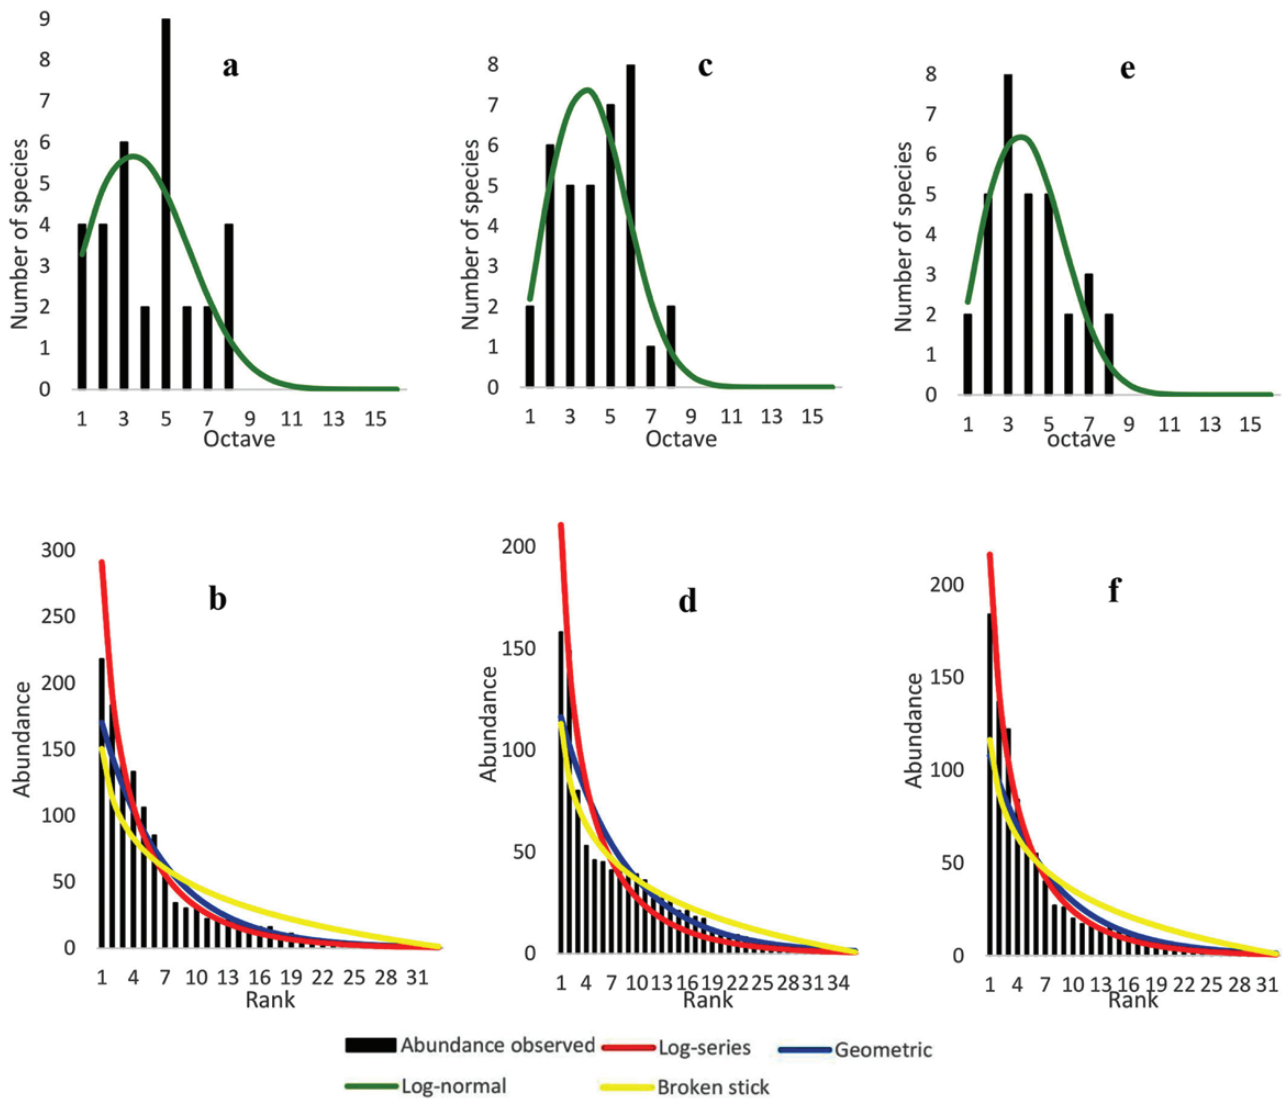 a
Number of species
9
8
7
6
5
4
3
2
1
0
1 3 5 7 9 11 13 15
Octave
c
Number of species
8
7
6
5
4
3
2
1
0
1 3 5 7 9 11 13 15
Octave
e
Number of species
8
7
6
5
4
3
2
1
0
1 3 5 7 9 11 13 15
octave
b
Abundance
300
250
200
150
100
50
0
1 4 7 10 13 16 19 22 25 28 31
Rank
d
Abundance
200
150
100
50
0
1 4 7 10 13 16 19 22 25 28 31 34
Rank
f
Abundance
200
150
100
50
0
1 4 7 10 13 16 19 22 25 28 31
Rank
Abundance observed Log-series Geometric
Log-normal Broken stick